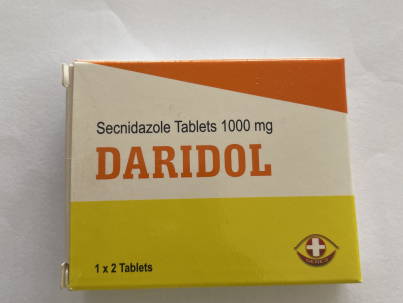 Secnidazole Tablets 1000 mg
DARIDOL
1 x 2 Tablets